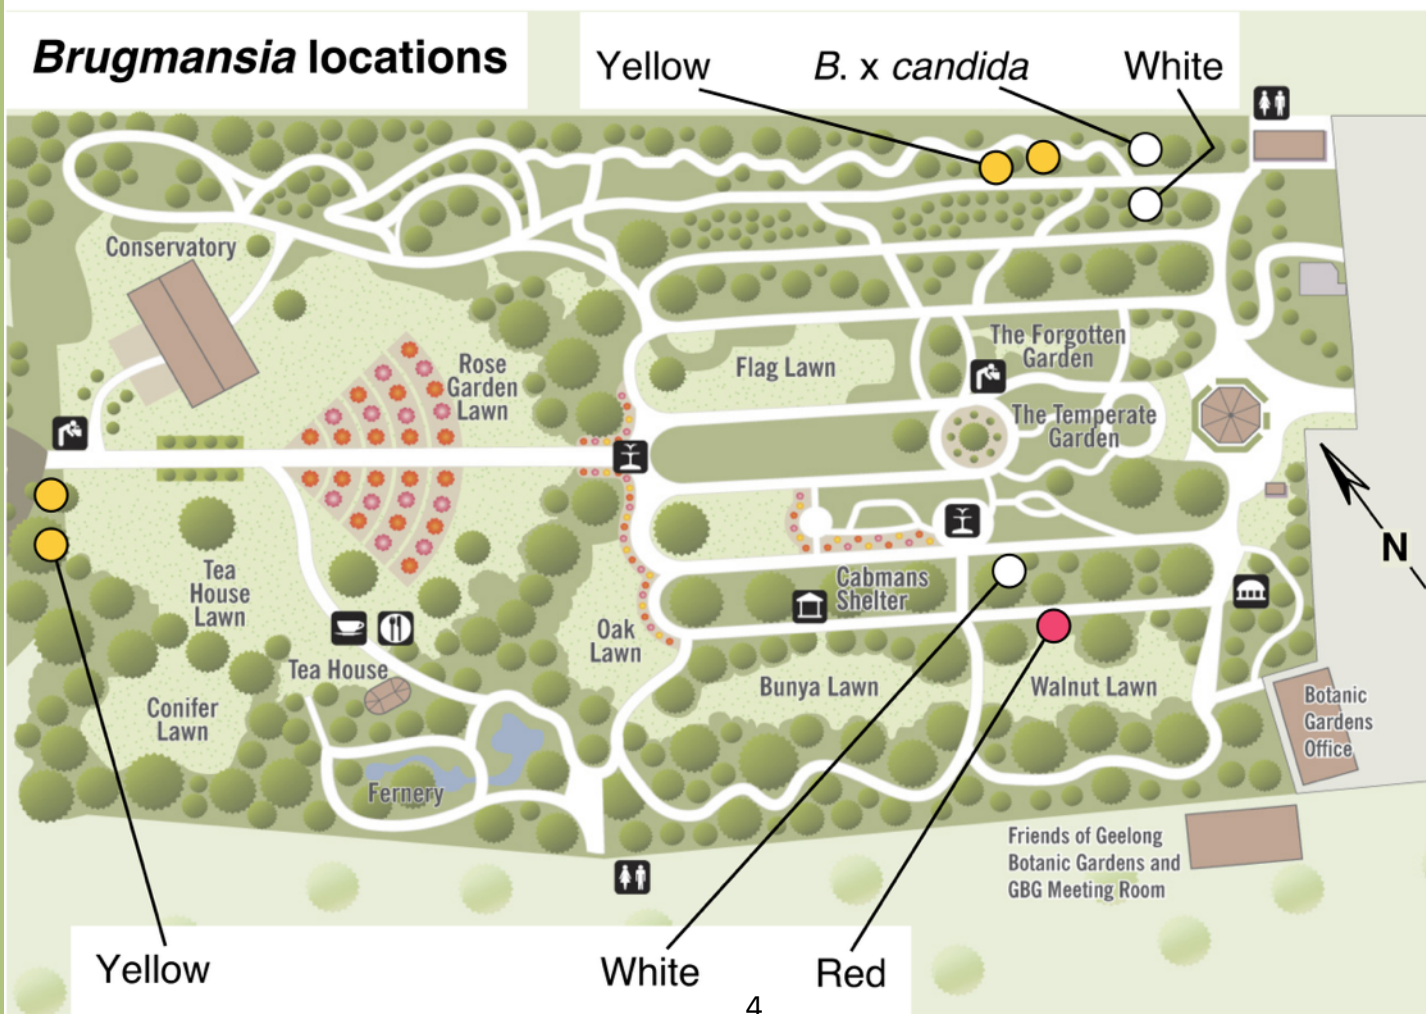 Brugmansia locations
Yellow
B. x candida
White
Conservatory
Rose
Garden
Lawn
Flag Lawn
The Forgotten
Garden
The Temperate
Garden
N
Tea
House
Lawn
Cabmans
Shelter
Oak
Lawn
Tea House
Bunya Lawn
Walnut Lawn
Conifer
Lawn
Botanic
Gardens
Office
Fernery
Friends of Geelong
Botanic Gardens and
GBG Meeting Room
Yellow
White
Red
4